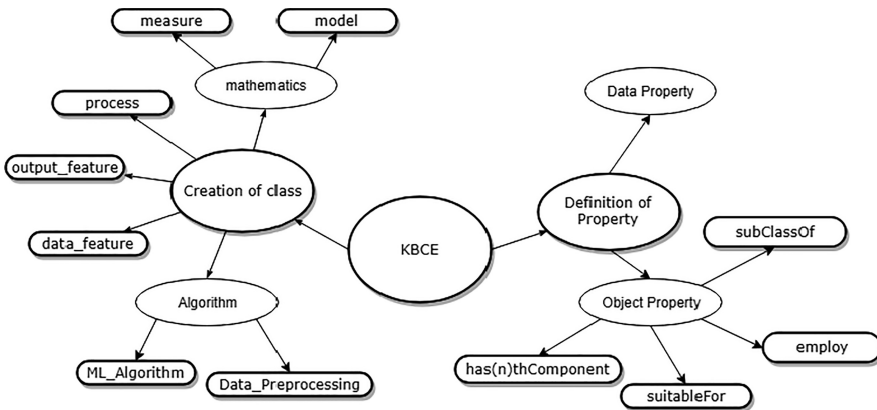 measure
model
mathematics
Data Property
process
output_feature
Creation of class
Definition of
Property
data_feature
KBCE
subClassOf
Algorithm
Object Property
ML_Algorithm
Data_Preprocessing
has(n)thComponent
employ
suitableFor